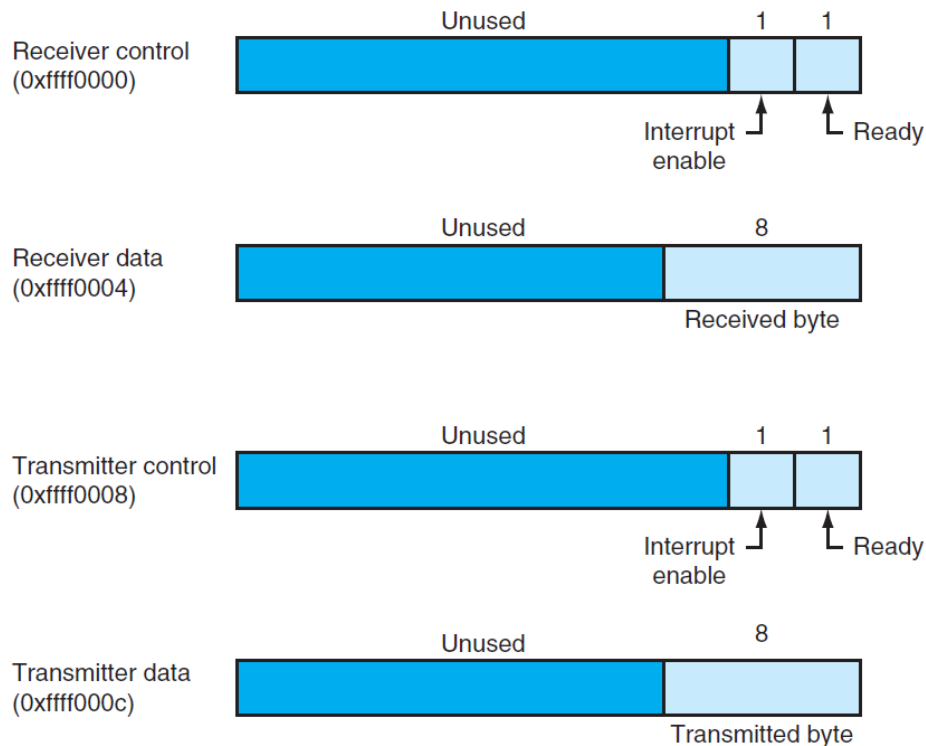 Unused 1 1
Receiver control
(0xffff0000)
Interrupt
enable
Ready
Unused 8
Receiver data
(0xffff0004)
Received byte
Unused 1 1
Transmitter control
(0xffff0008)
Interrupt
enable
Ready
Unused 8
Transmitter data
(0xffff000c)
Transmitted byte